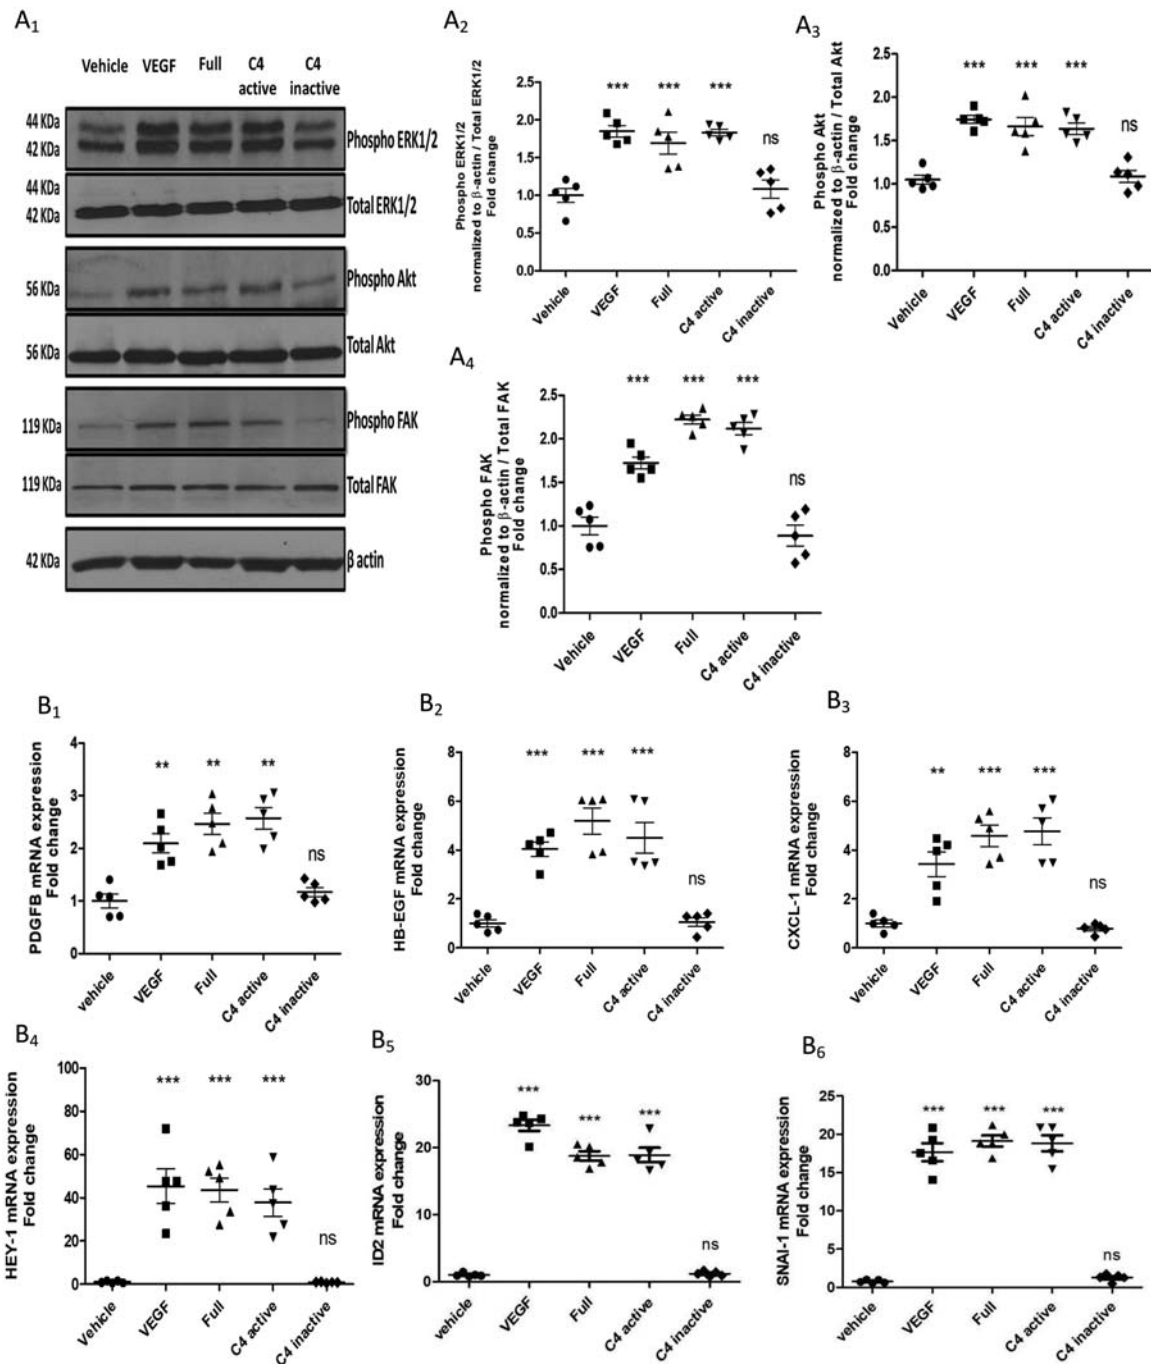 A1
Vehicle VEGF Full C4 active C4 inactive
44 KDa
42 KDa
Phospho ERK1/2
44 KDa
42 KDa
Total ERK1/2
56 KDa
Phospho Akt
56 KDa
Total Akt
119 KDa
Phospho FAK
119 KDa
Total FAK
42 KDa
β actin
A2
Phospho ERK1/2
normalized to β-actin / Total ERK1/2
Fold change
2.5
2.0
1.5
1.0
0.5
0.0
*** *** *** ns
Vehicle VEGF Full C4 active C4 inactive
A3
Phospho Akt
normalized to β-actin / Total Akt
Fold change
2.5
2.0
1.5
1.0
0.5
0.0
*** *** *** ns
Vehicle VEGF Full C4 active C4 inactive
A4
Phospho FAK
normalized to β-actin / Total FAK
Fold change
2.5
2.0
1.5
1.0
0.5
0.0
*** *** *** ns
Vehicle VEGF Full C4 active C4 inactive
B1
PDGFB mRNA expression
Fold change
4
3
2
1
0
** ** ** ns
vehicle VEGF Full C4 active C4 inactive
B2
HB-EGF mRNA expression
Fold change
8
6
4
2
0
*** *** *** ns
Vehicle VEGF Full C4 active C4 inactive
B3
CXCL-1 mRNA expression
Fold change
8
6
4
2
0
** *** *** ns
Vehicle VEGF Full C4 active C4 inactive
B4
HEY-1 mRNA expression
Fold change
100
80
60
40
20
0
*** *** *** ns
Vehicle VEGF Full C4 active C4 inactive
B5
ID2 mRNA expression
Fold change
30
20
10
0
*** *** *** ns
Vehicle VEGF Full C4 active C4 inactive
B6
SNAI-1 mRNA expression
Fold change
25
20
15
10
5
0
*** *** *** ns
vehicle VEGF Full C4 active C4 inactive